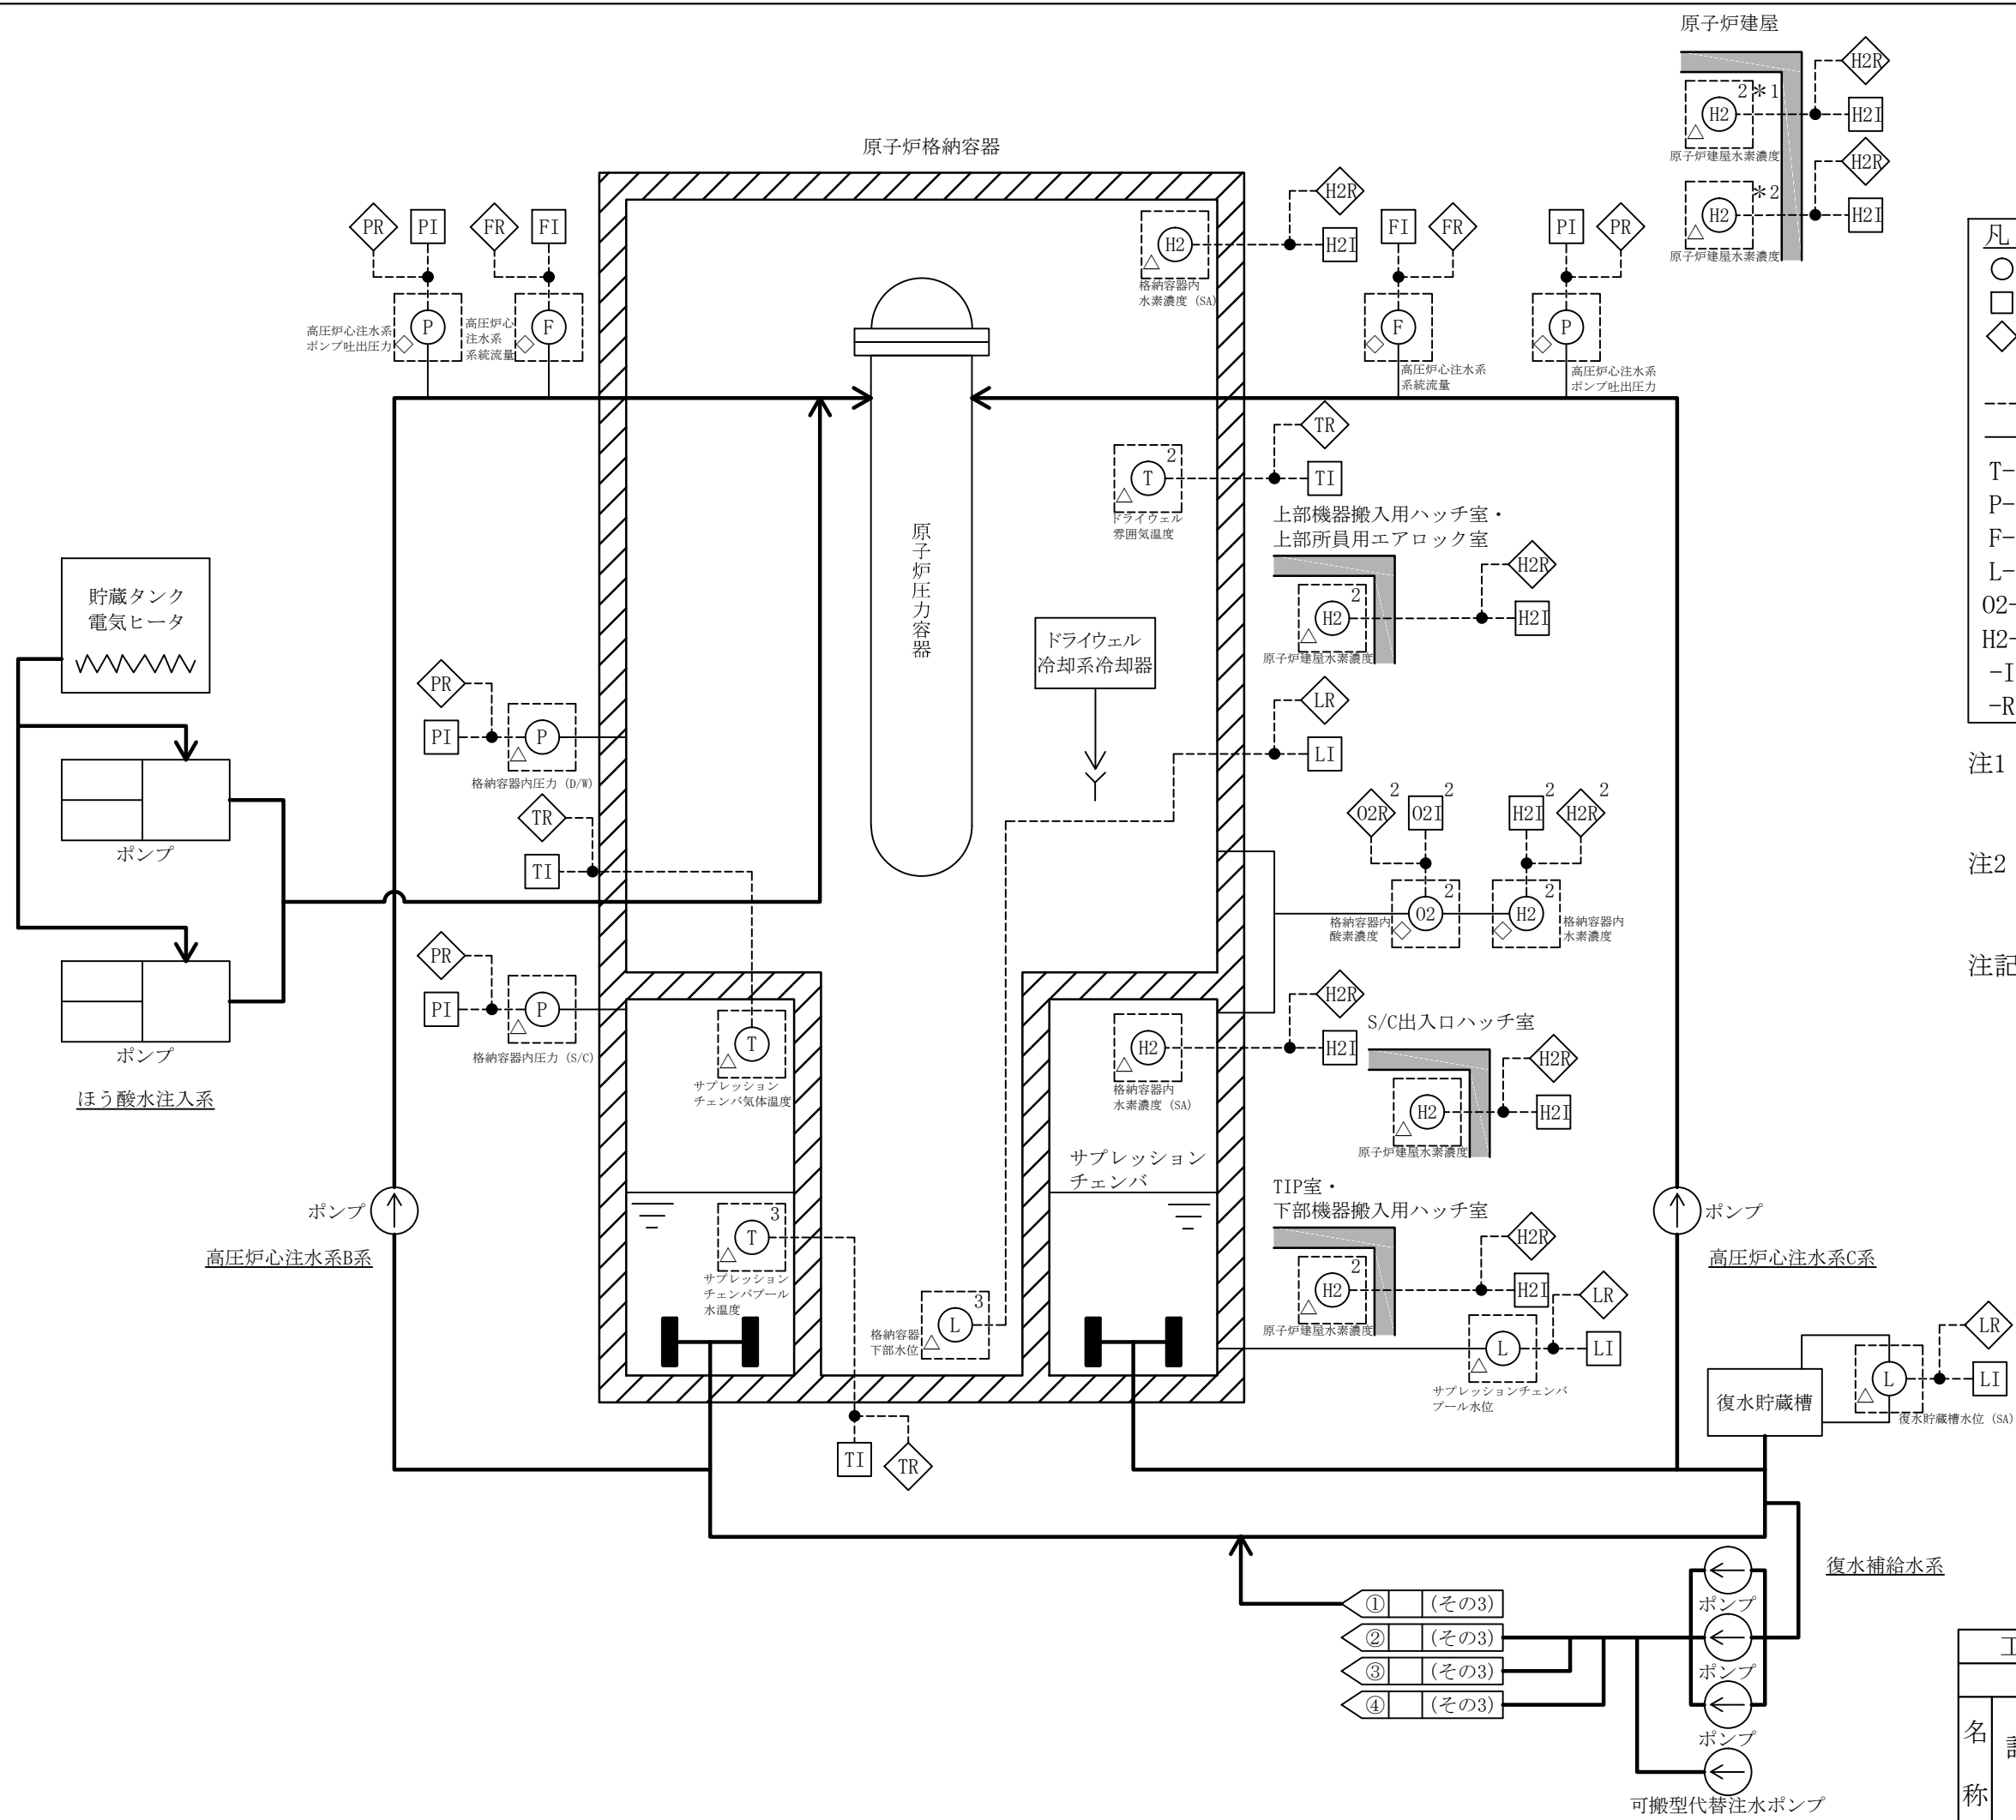 原子炉建屋
H2R
2
*1
H2
H2I
原子炉建屋水素濃度
H2R
*2
H2
H2I
原子炉建屋水素濃度
原子炉格納容器
PR
PI
FR
FI
高圧炉心注水系
ポンプ吐出圧力
P
高圧炉心
注水系
系統流量
F
H2R
H2
H2I
格納容器内
水素濃度（SA）
FI
FR
F
高圧炉心注水系
系統流量
PI
PR
P
高圧炉心注水系
ポンプ吐出圧力
TR
2
T
TI
ドライウェル
雰囲気温度
原子炉圧力容器
上部機器搬入用ハッチ室・
上部所員用エアロック室
H2R
2
H2
H2I
原子炉建屋水素濃度
貯蔵タンク
電気ヒータ
ドライウェル
冷却系冷却器
PR
PI
P
格納容器内圧力（D/W）
LR
LI
TR
TI
ポンプ
O2R
2
O2I
2
H2I
2
H2R
2
O2
2
H2
2
格納容器内
酸素濃度
格納容器内
水素濃度
PR
PI
P
格納容器内圧力（S/C）
ポンプ
ほう酸水注入系
T
サプレッション
チェンバ気体温度
H2R
H2
H2I
格納容器内
水素濃度（SA）
S/C出入口ハッチ室
H2R
H2
H2I
原子炉建屋水素濃度
サプレッション
チェンバ
ポンプ
高圧炉心注水系B系
3
T
サプレッション
チェンバプール
水温度
TIP室・
下部機器搬入用ハッチ室
H2R
2
H2
H2I
原子炉建屋水素濃度
ポンプ
高圧炉心注水系C系
3
L
格納容器
下部水位
LR
L
LI
サプレッションチェンバ
プール水位
TI
TR
復水貯蔵槽
LR
L
LI
復水貯蔵槽水位（SA）
復水補給水系
① （その3）
② （その3）
③ （その3）
④ （その3）
ポンプ
ポンプ
ポンプ
可搬型代替注水ポンプ
凡
T-
P-
F-
L-
O2-
H2-
-I
-R
注1
注2
注記
工
名
称